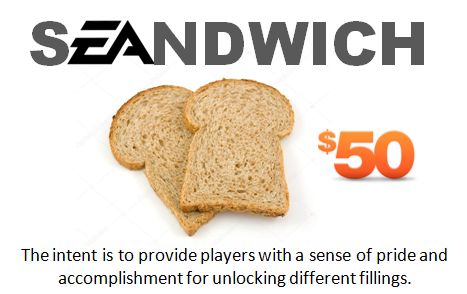 SEANDWICH
$50
The intent is to provide players with a sense of pride and
accomplishment for unlocking different fillings.